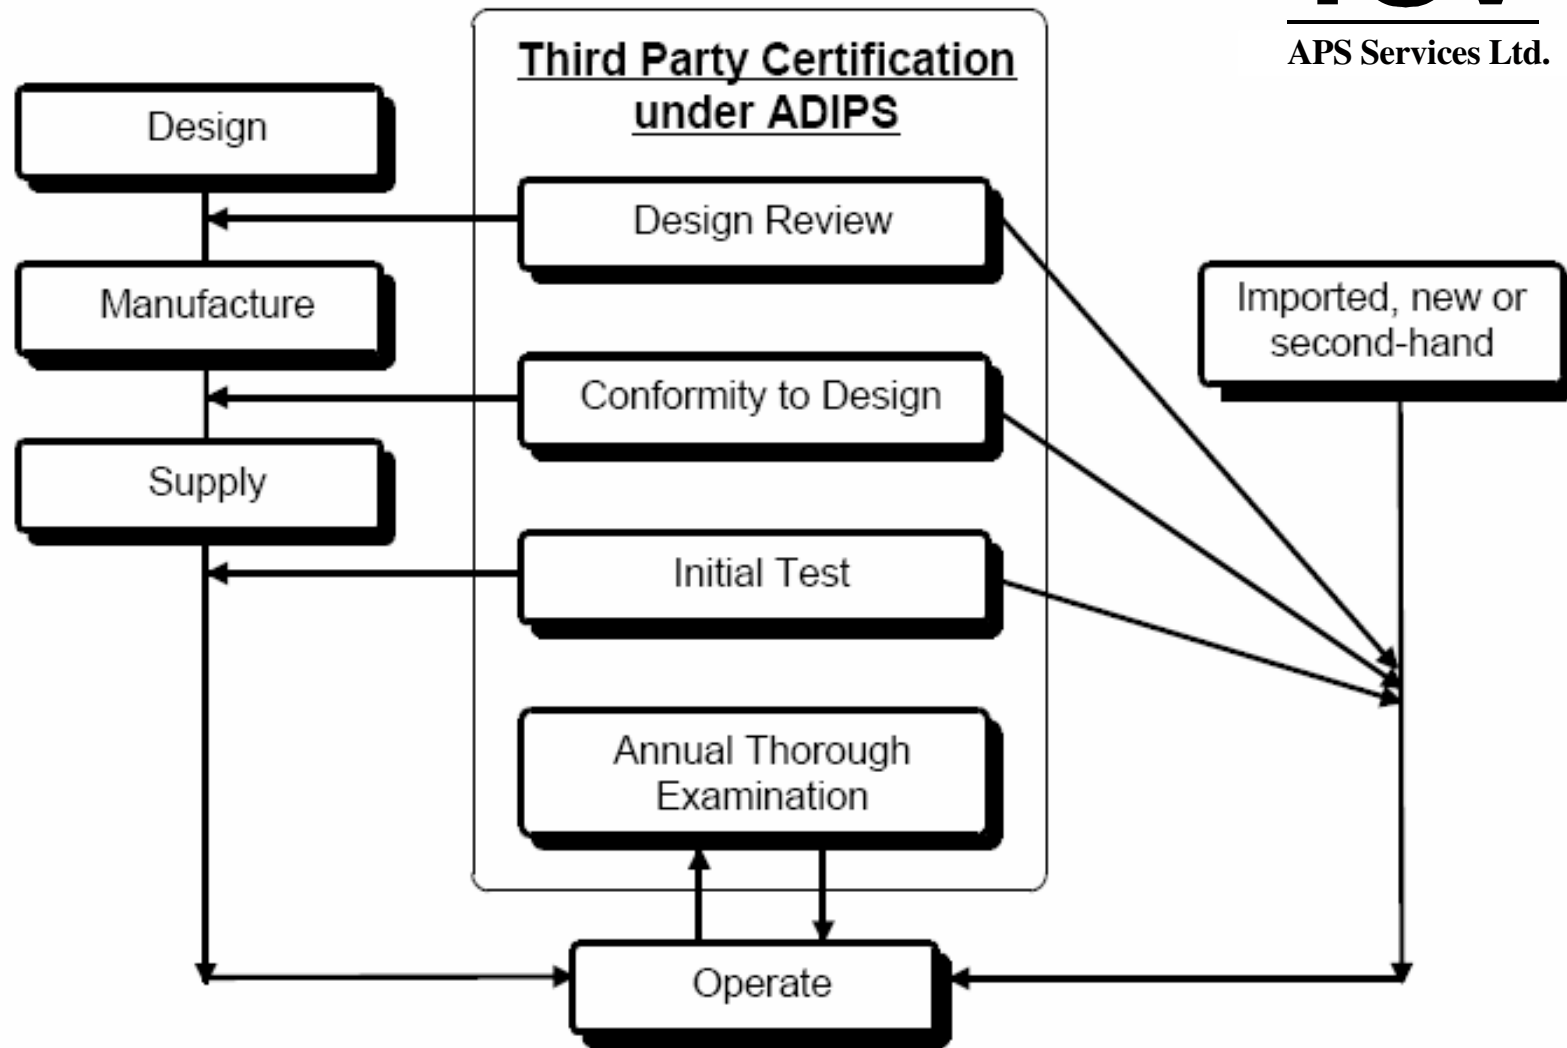 APS Services Ltd.
Third Party Certification
under ADIPS
Design
Design Review
Manufacture
Imported, new or
second-hand
Conformity to Design
Supply
Initial Test
Annual Thorough
Examination
Operate